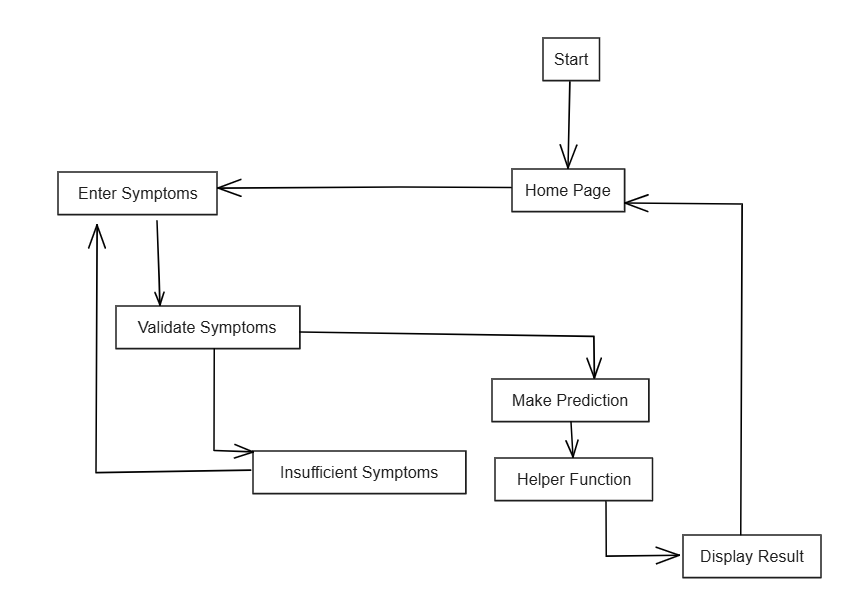 Start
Home Page
Enter Symptoms
Validate Symptoms
Make Prediction
Insufficient Symptoms
Helper Function
Display Result